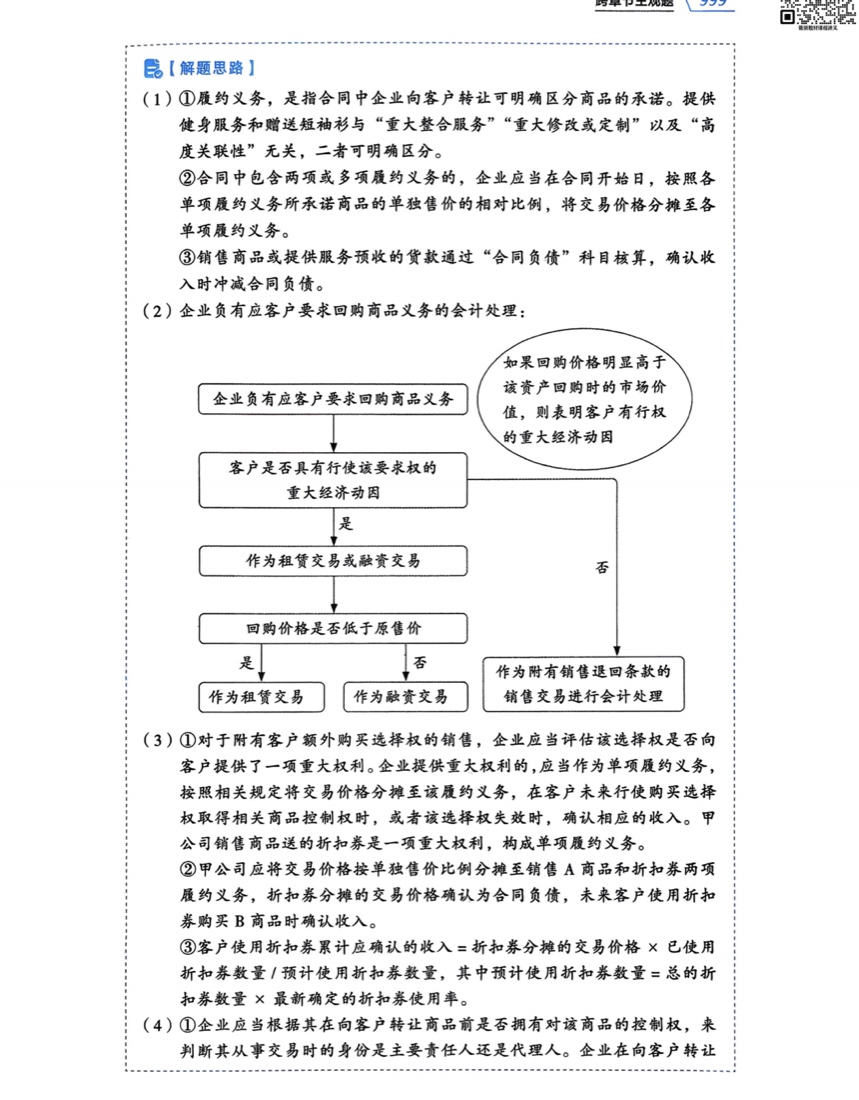 跨章节主观题 999
【解题思路】
（1）①履约义务，是指合同中企业向客户转让可明确区分商品的承诺。提供
健身服务和赠送短袖衫与“重大整合服务”“重大修改或定制”以及“高
度关联性”无关，二者可明确区分。
②合同中包含两项或多项履约义务的，企业应当在合同开始日，按照各
单项履约义务所承诺商品的单独售价的相对比例，将交易价格分摊至各
单项履约义务。
③销售商品或提供服务预收的货款通过“合同负债”科目核算，确认收
入时冲减合同负债。
（2）企业负有应客户要求回购商品义务的会计处理：
如果回购价格明显高于
该资产回购时的市场价
值，则表明客户有行权
的重大经济动因
企业负有应客户要求回购商品义务
客户是否具有行使该要求权的
重大经济动因
是
作为租赁交易或融资交易
否
回购价格是否低于原售价
是
否
作为租赁交易
作为融资交易
作为附有销售退回条款的
销售交易进行会计处理
（3）①对于附有客户额外购买选择权的销售，企业应当评估该选择权是否向
客户提供了一项重大权利。企业提供重大权利的，应当作为单项履约义务，
按照相关规定将交易价格分摊至该履约义务，在客户未来行使购买选择
权取得相关商品控制权时，或者该选择权失效时，确认相应的收入。甲
公司销售商品送的折扣券是一项重大权利，构成单项履约义务。
②甲公司应将交易价格按单独售价比例分摊至销售 A 商品和折扣券两项
履约义务，折扣券分摊的交易价格确认为合同负债，未来客户使用折扣
券购买 B 商品时确认收入。
③客户使用折扣券累计应确认的收入 = 折扣券分摊的交易价格 × 已使用
折扣券数量 / 预计使用折扣券数量，其中预计使用折扣券数量 = 总的折
扣券数量 × 最新确定的折扣券使用率。
（4）①企业应当根据其在向客户转让商品前是否拥有对该商品的控制权，来
判断其从事交易时的身份是主要责任人还是代理人。企业在向客户转让